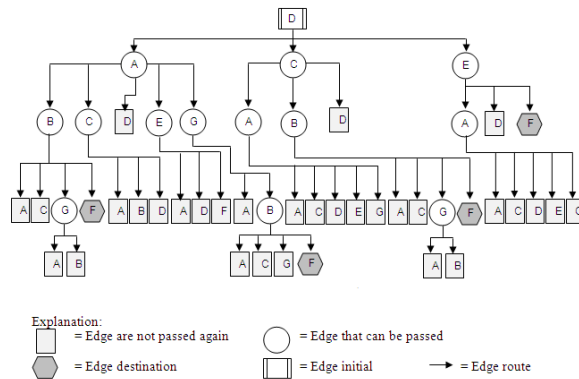 D
A C E
B C D E G A B D A D F
A C G F A B D A D F A B A C D E G A C G F A C D E G
A B A C G F A B
Explanation:
= Edge are not passed again = Edge that can be passed
= Edge destination = Edge initial = Edge route